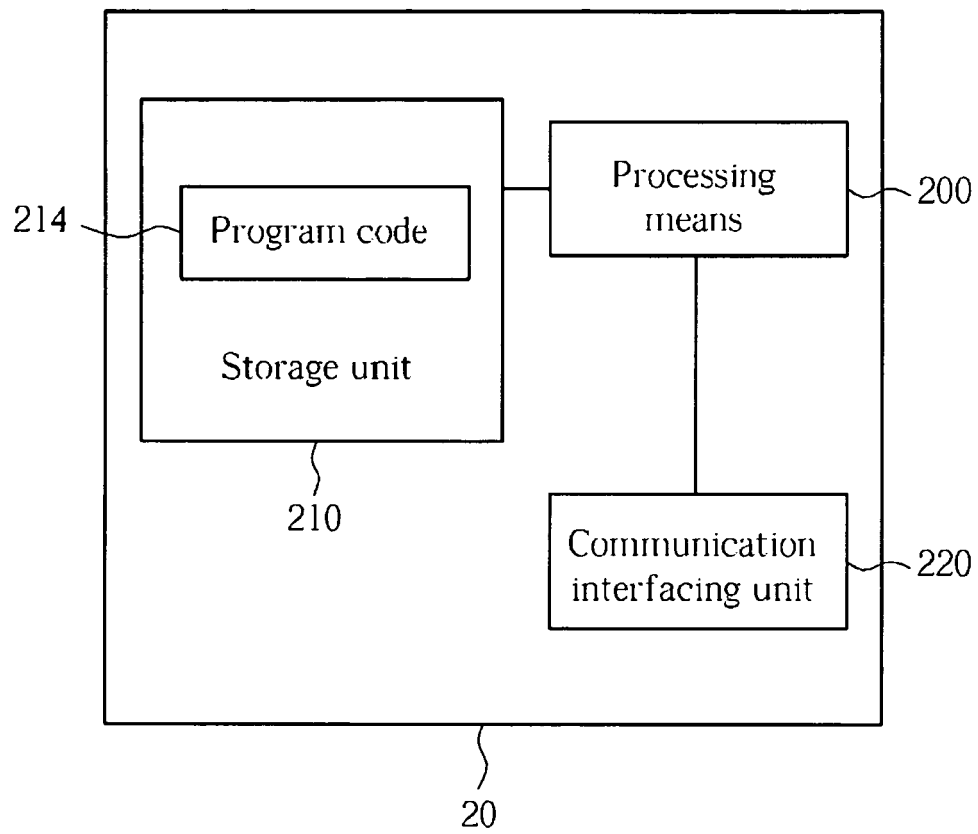 Processing
means
200
214
Program code
Storage unit
210
Communication
interfacing unit
220
20